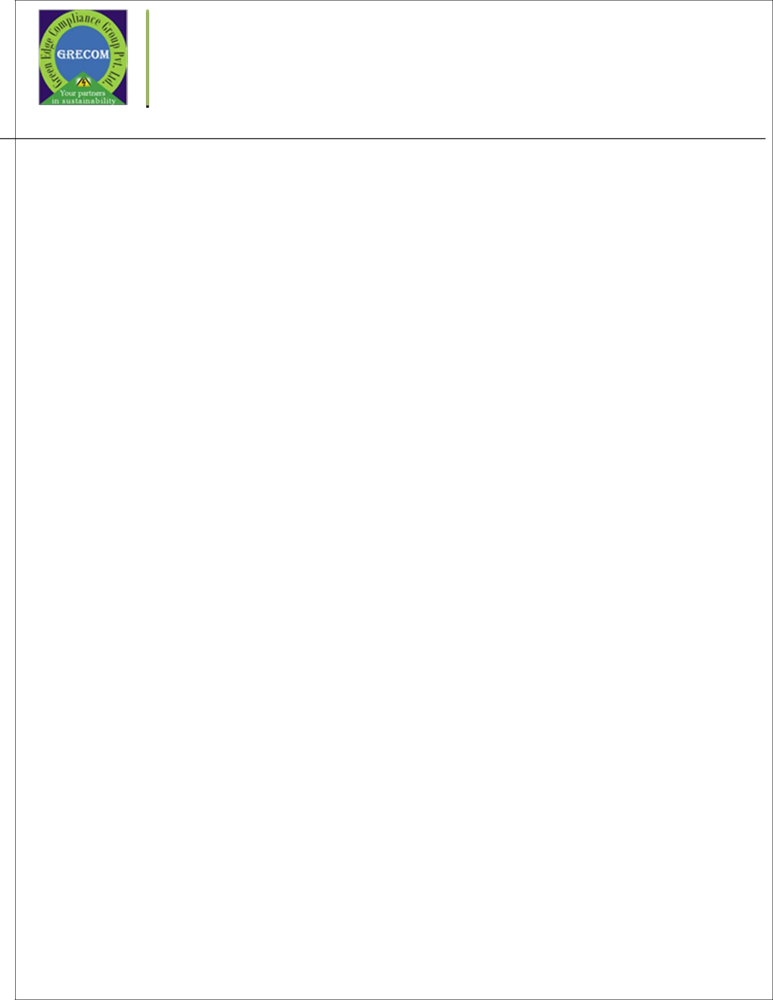 Green Edge Compliance Group Pvt. Ltd.
GRECOM
Your partners
in sustainability